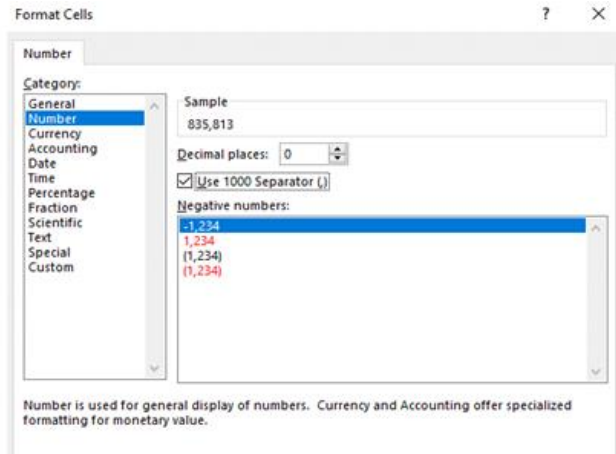 Format Cells ? ×
Number
Category:
General
Number
Currency
Accounting
Date
Time
Percentage
Fraction
Scientific
Text
Special
Custom
Sample
835,813
Decimal places: 0
Use 1000 Separator (,)
Negative numbers:
-1,234
1,234
(1,234)
(1,234)
Number is used for general display of numbers. Currency and Accounting offer specialized
formatting for monetary value.